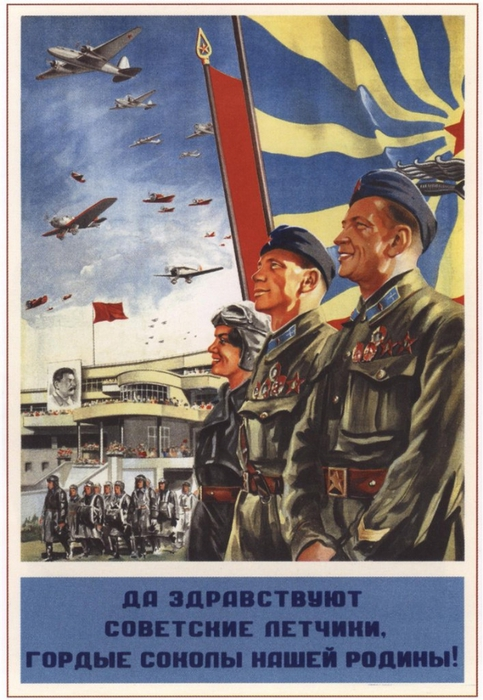 ДА ЗДРАВСТВУЮТ
СОВЕТСКИЕ ЛЕТЧИКИ,
ГОРДЫЕ СОКОЛЫ НАШЕЙ РОДИНЫ!